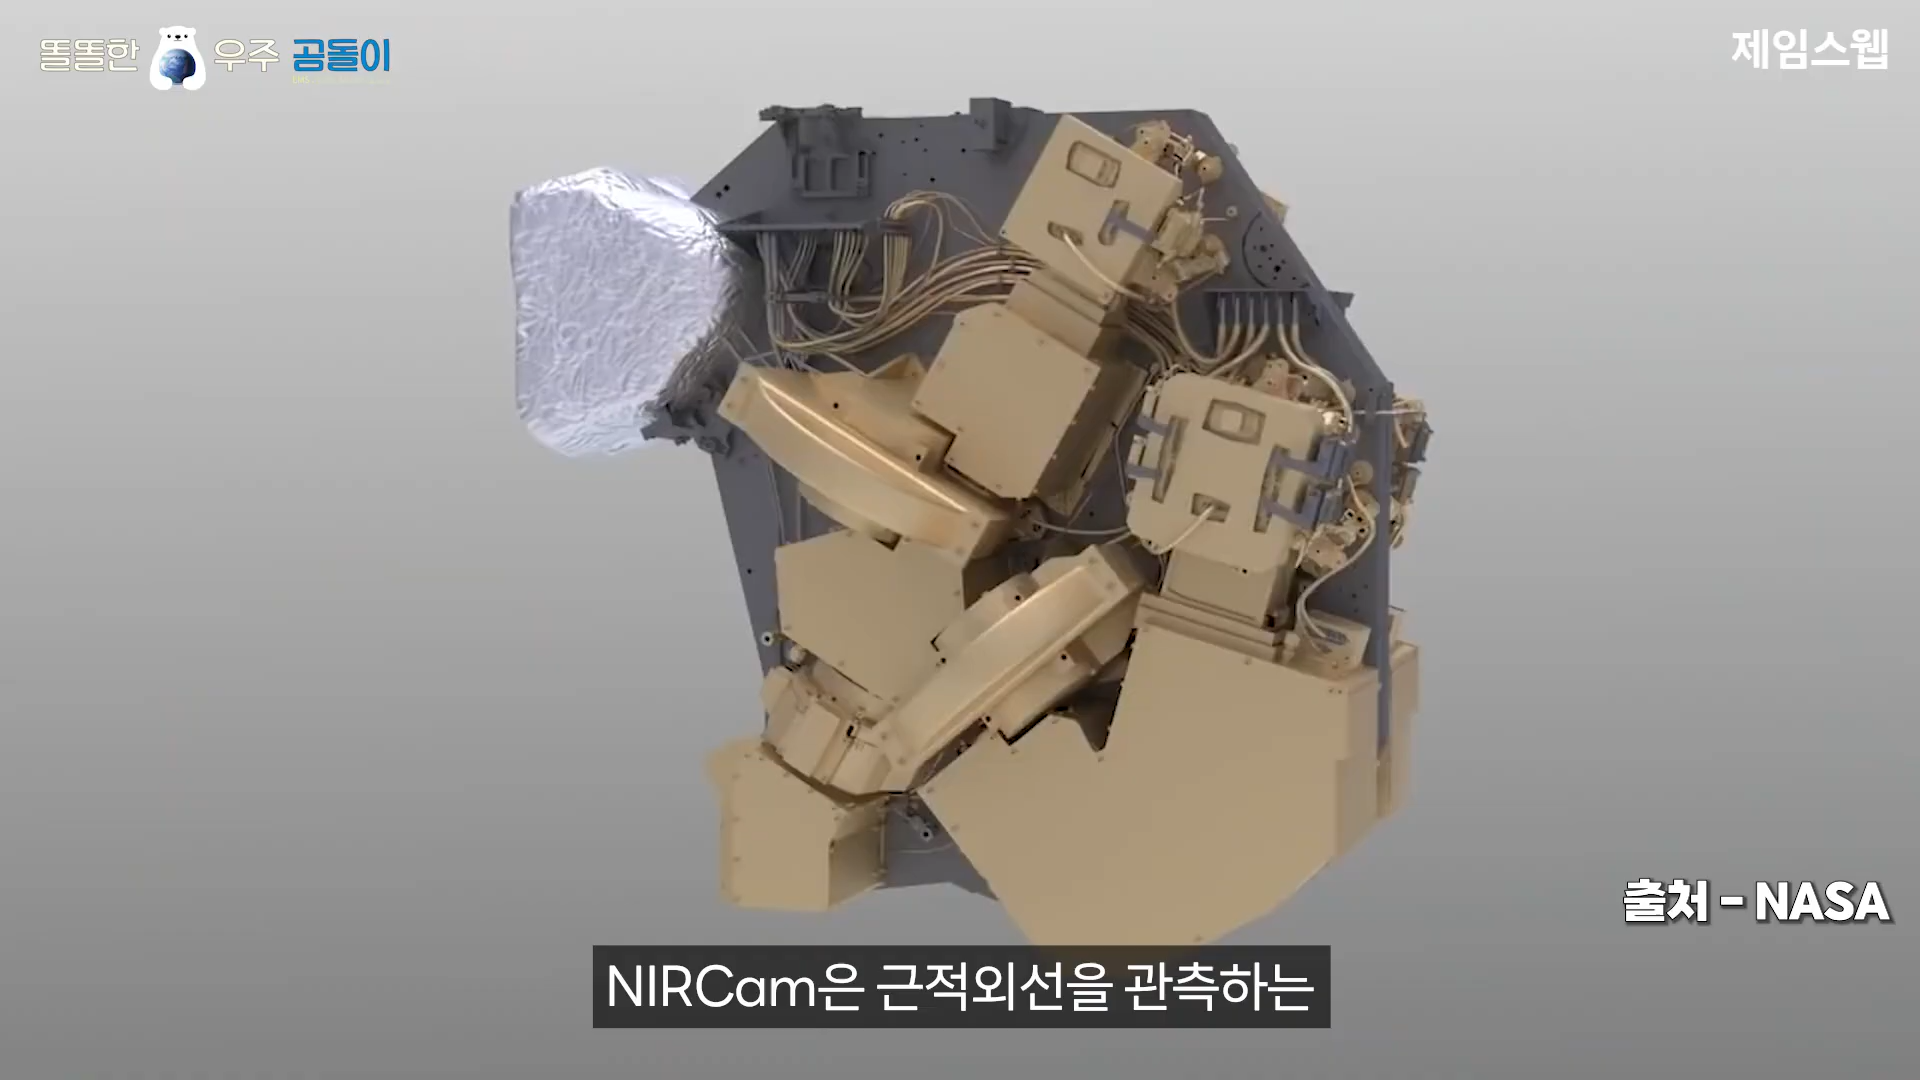 똘똘한 우주 곰돌이
제임스웹
출처 - NASA
NIRCam은 근적외선을 관측하는